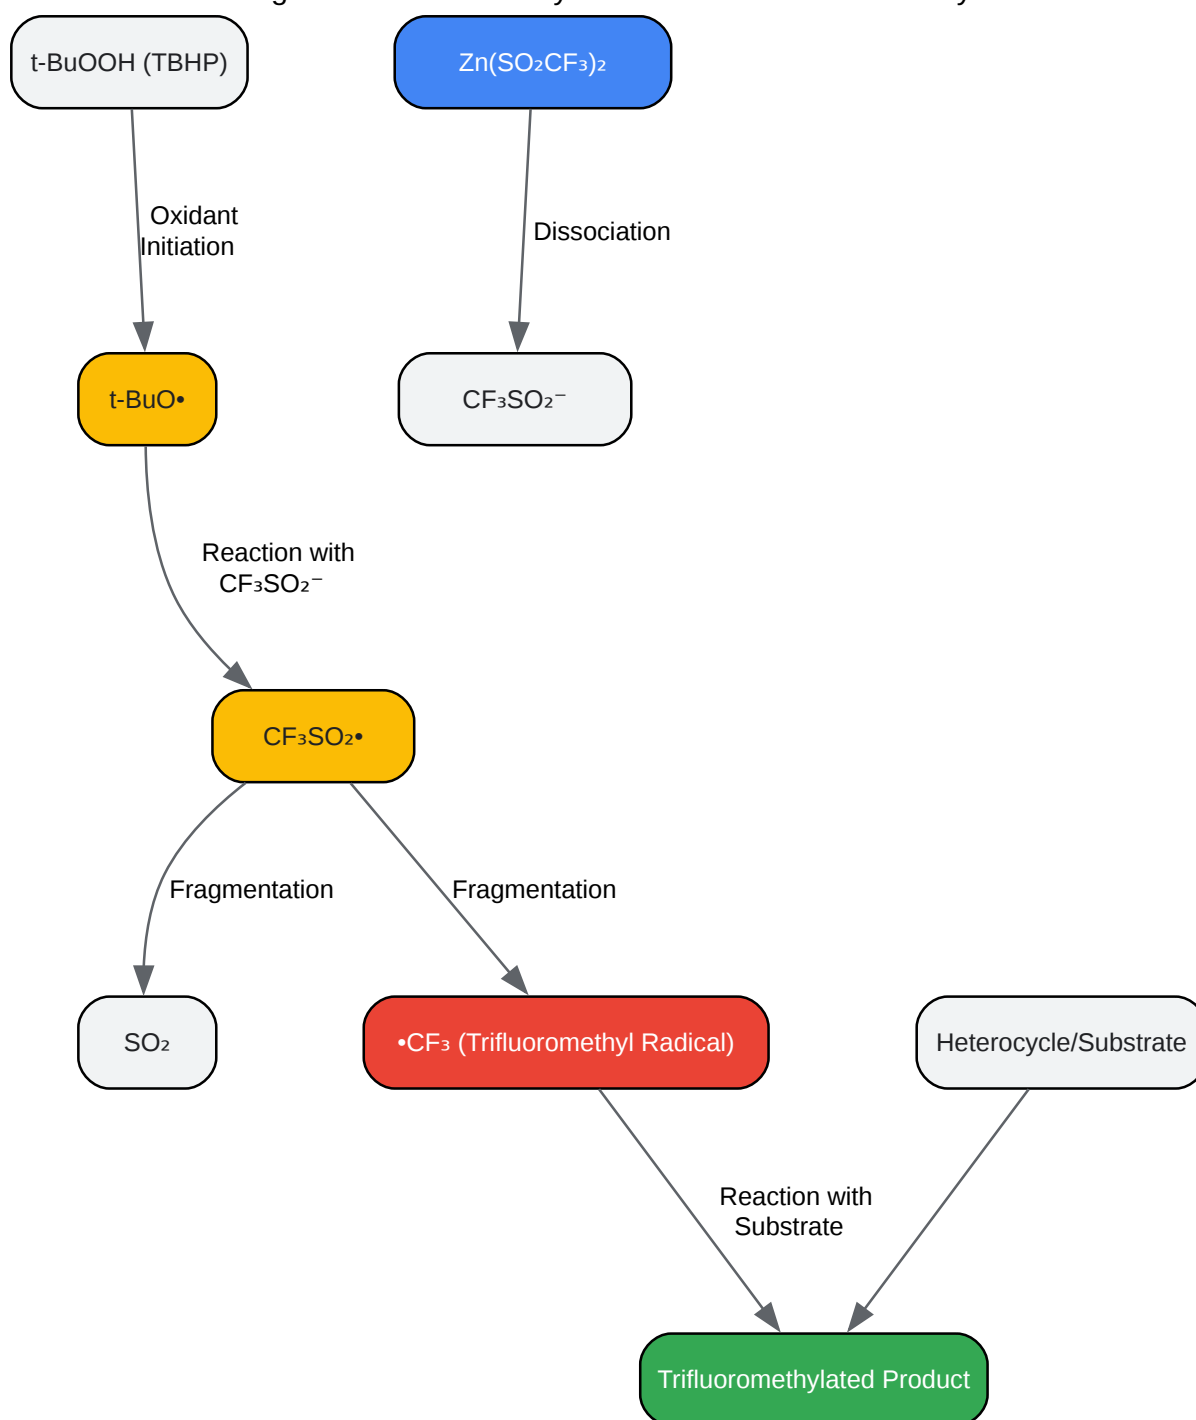 t-BuOOH (TBHP)
Zn(SO₂CF₃)₂
Oxidant
Initiation
Dissociation
t-BuO•
CF₃SO₂⁻
Reaction with
CF₃SO₂⁻
CF₃SO₂•
Fragmentation
Fragmentation
SO₂
•CF₃ (Trifluoromethyl Radical)
Heterocycle/Substrate
Reaction with
Substrate
Trifluoromethylated Product